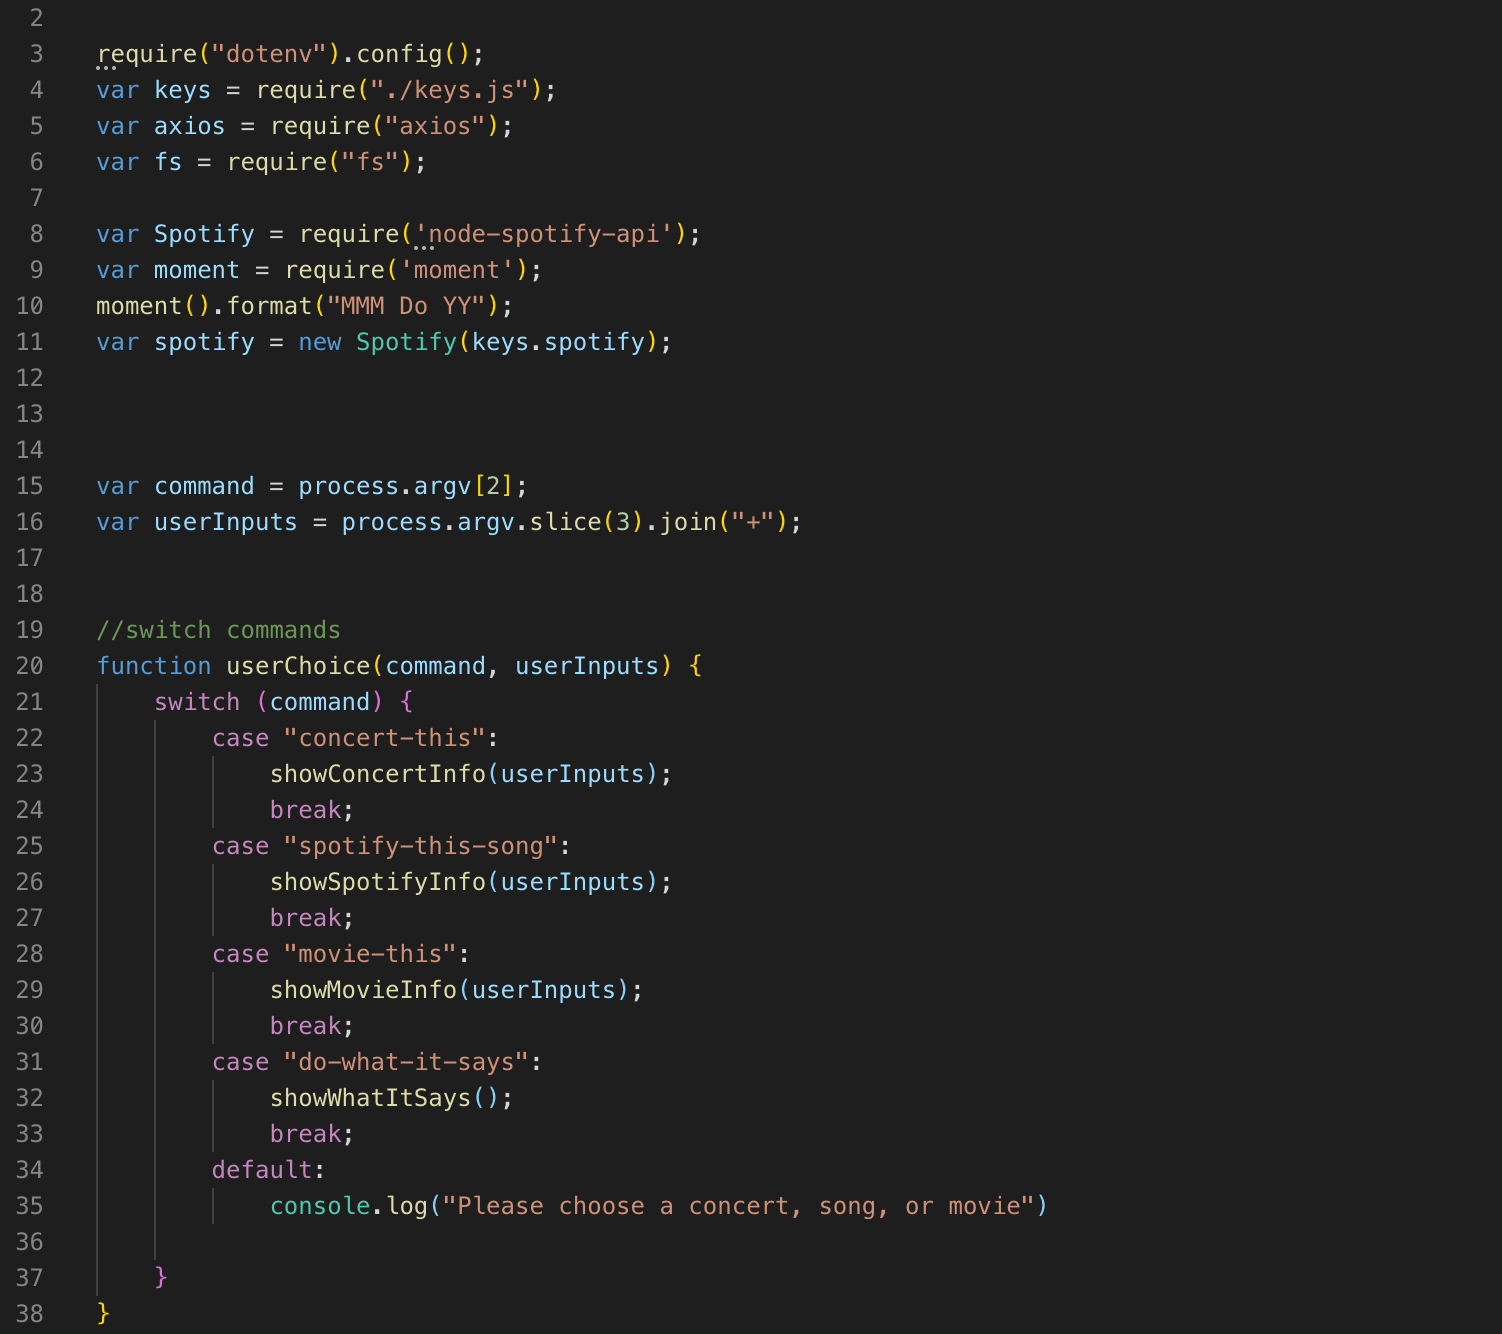 2
3 require("dotenv").config();
4 var keys = require("./keys.js");
5 var axios = require("axios");
6 var fs = require("fs");
7
8 var Spotify = require('node-spotify-api');
9 var moment = require('moment');
10 moment().format("MMM Do YY");
11 var spotify = new Spotify(keys.spotify);
12
13
14
15 var command = process.argv[2];
16 var userInputs = process.argv.slice(3).join("+");
17
18
19 //switch commands
20 function userChoice(command, userInputs) {
21     switch (command) {
22         case "concert-this":
23             showConcertInfo(userInputs);
24             break;
25         case "spotify-this-song":
26             showSpotifyInfo(userInputs);
27             break;
28         case "movie-this":
29             showMovieInfo(userInputs);
30             break;
31         case "do-what-it-says":
32             showWhatItSays();
33             break;
34         default:
35             console.log("Please choose a concert, song, or movie")
36
37     }
38 }